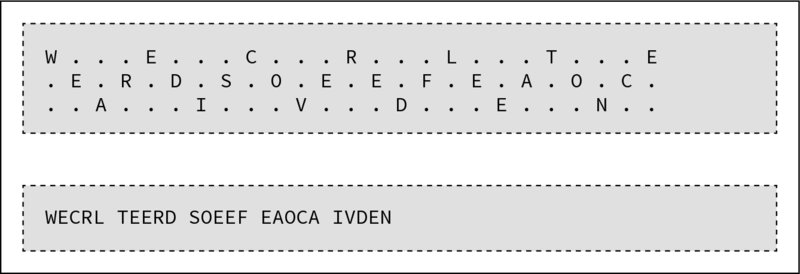 W . . . E . . . C . . . R . . . L . . . T . . . E
. E . R . D . S . O . E . E . F . E . A . O . C .
. . A . . . I . . . V . . . D . . . E . . . N . .
WECRL TEERD SOEEF EAOCA IVDEN